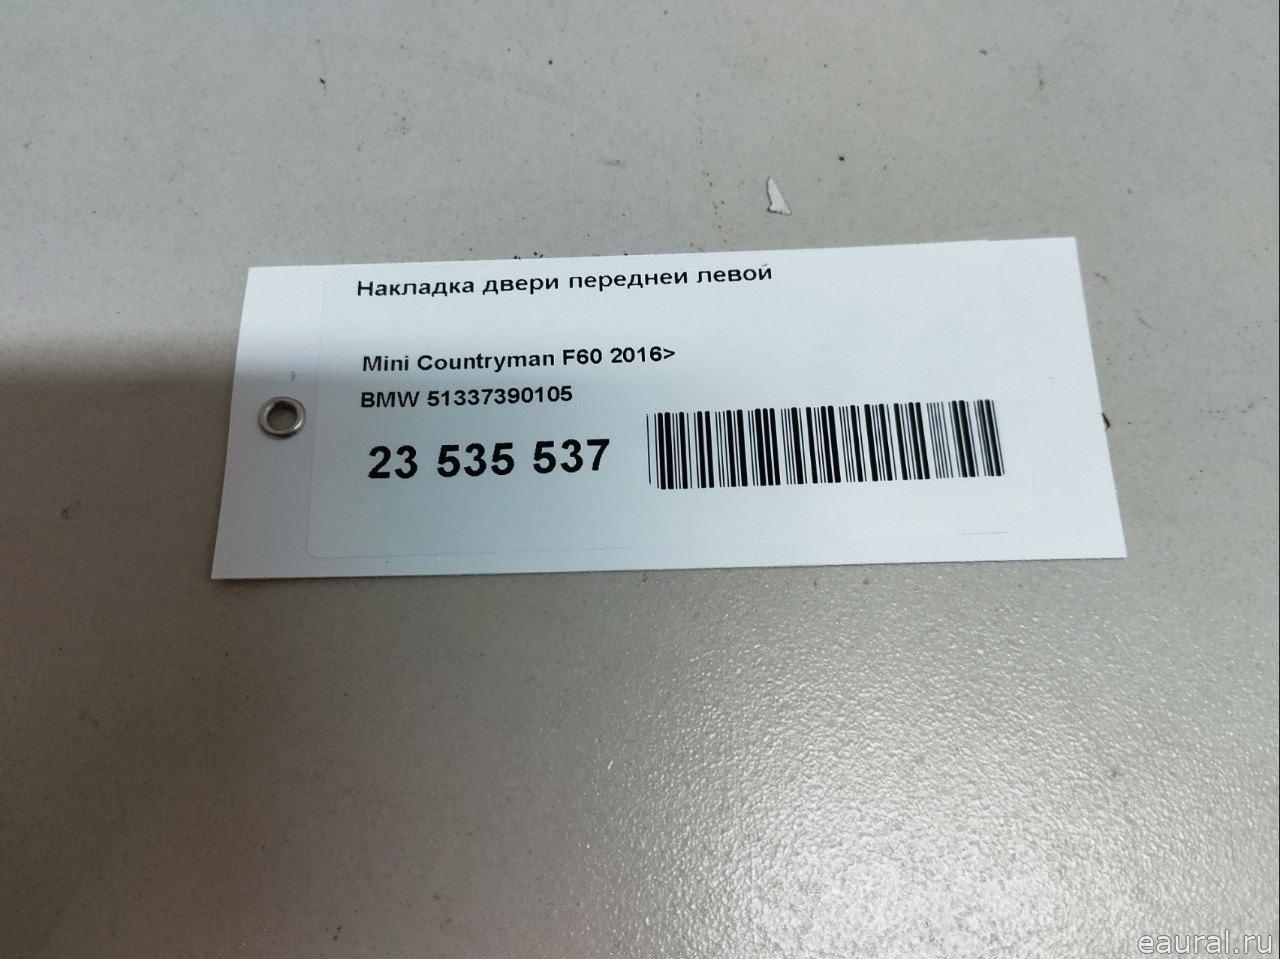 Накладка двери передней левой
Mini Countryman F60 2016>
BMW 51337390105
23 535 537
eaural.ru